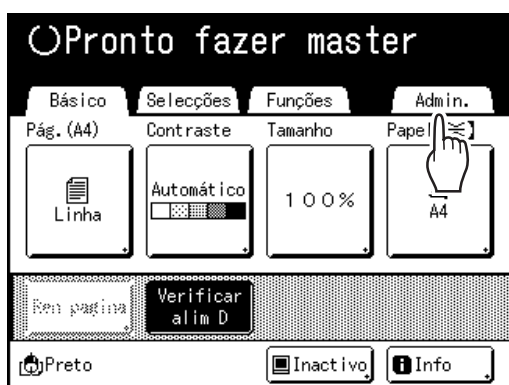 Pronto fazer master
Básico Selecções Funções Admin.
Pág.(A4) Contraste Tamanho Papel
Linha
Automático
100%
A4
Ren pagina
Verificar
alim D
Preto Inactivo Info